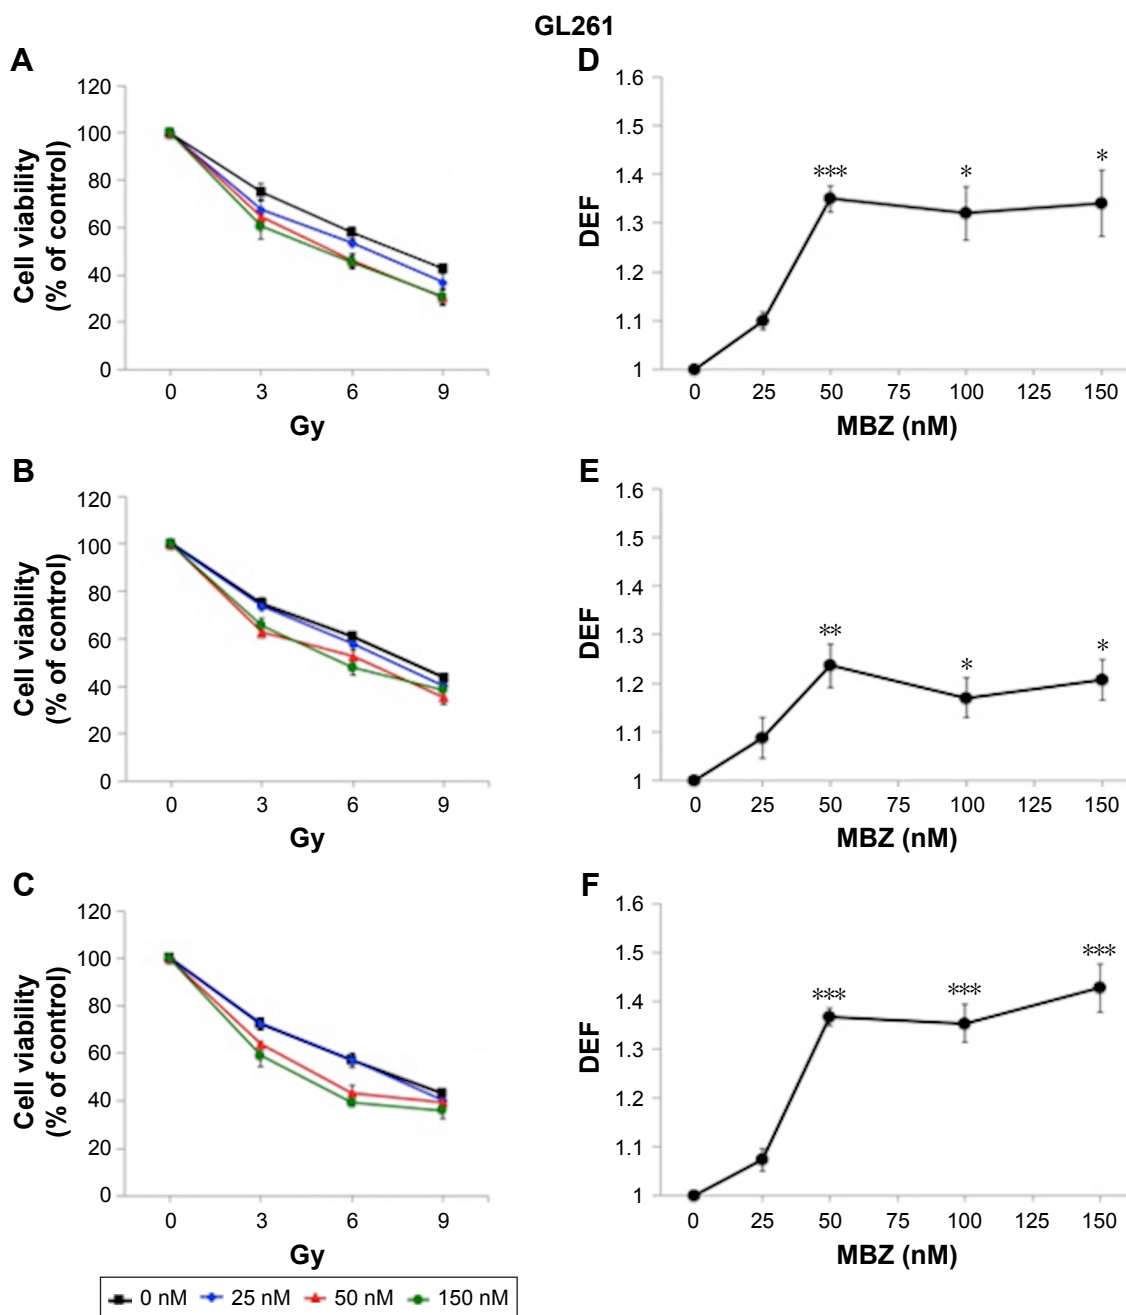 GL261
A
120
100
80
60
40
20
0
Cell viability
(% of control)
0 3 6 9
Gy
D
1.6
1.5
1.4
1.3
1.2
1.1
1
DEF
*** * *
0 25 50 75 100 125 150
MBZ (nM)
B
120
100
80
60
40
20
0
Cell viability
(% of control)
0 3 6 9
Gy
E
1.6
1.5
1.4
1.3
1.2
1.1
1
DEF
** * *
0 25 50 75 100 125 150
MBZ (nM)
C
120
100
80
60
40
20
0
Cell viability
(% of control)
0 3 6 9
Gy
F
1.6
1.5
1.4
1.3
1.2
1.1
1
DEF
*** *** ***
0 25 50 75 100 125 150
MBZ (nM)
0 nM 25 nM 50 nM 150 nM